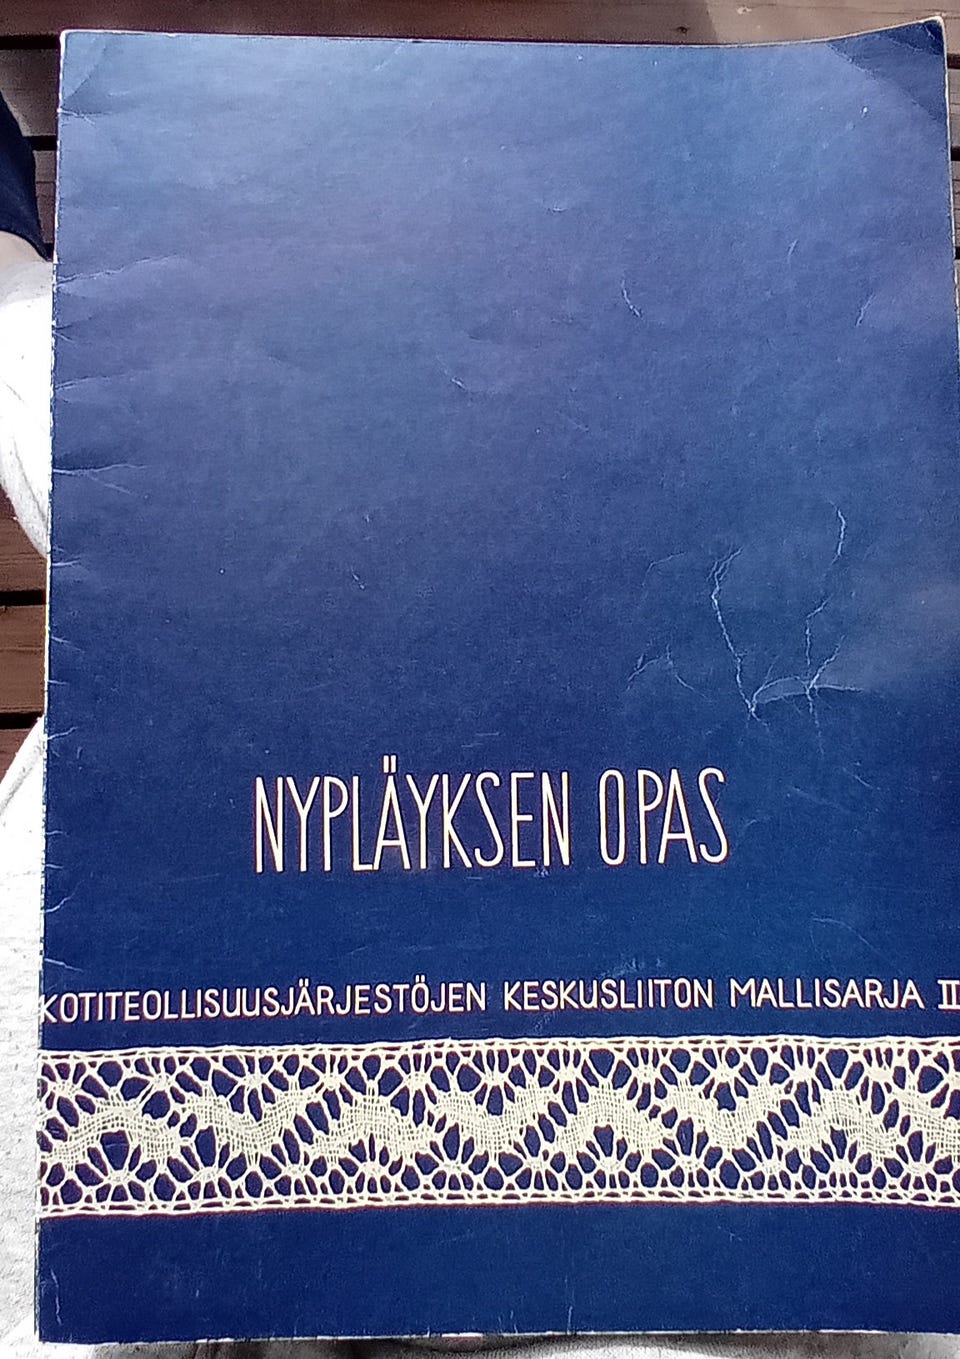 NYPLÄYKSEN OPAS
KOTITEOLLISUUSJÄRJESTÖJEN KESKUSLIITON MALLISARJA II